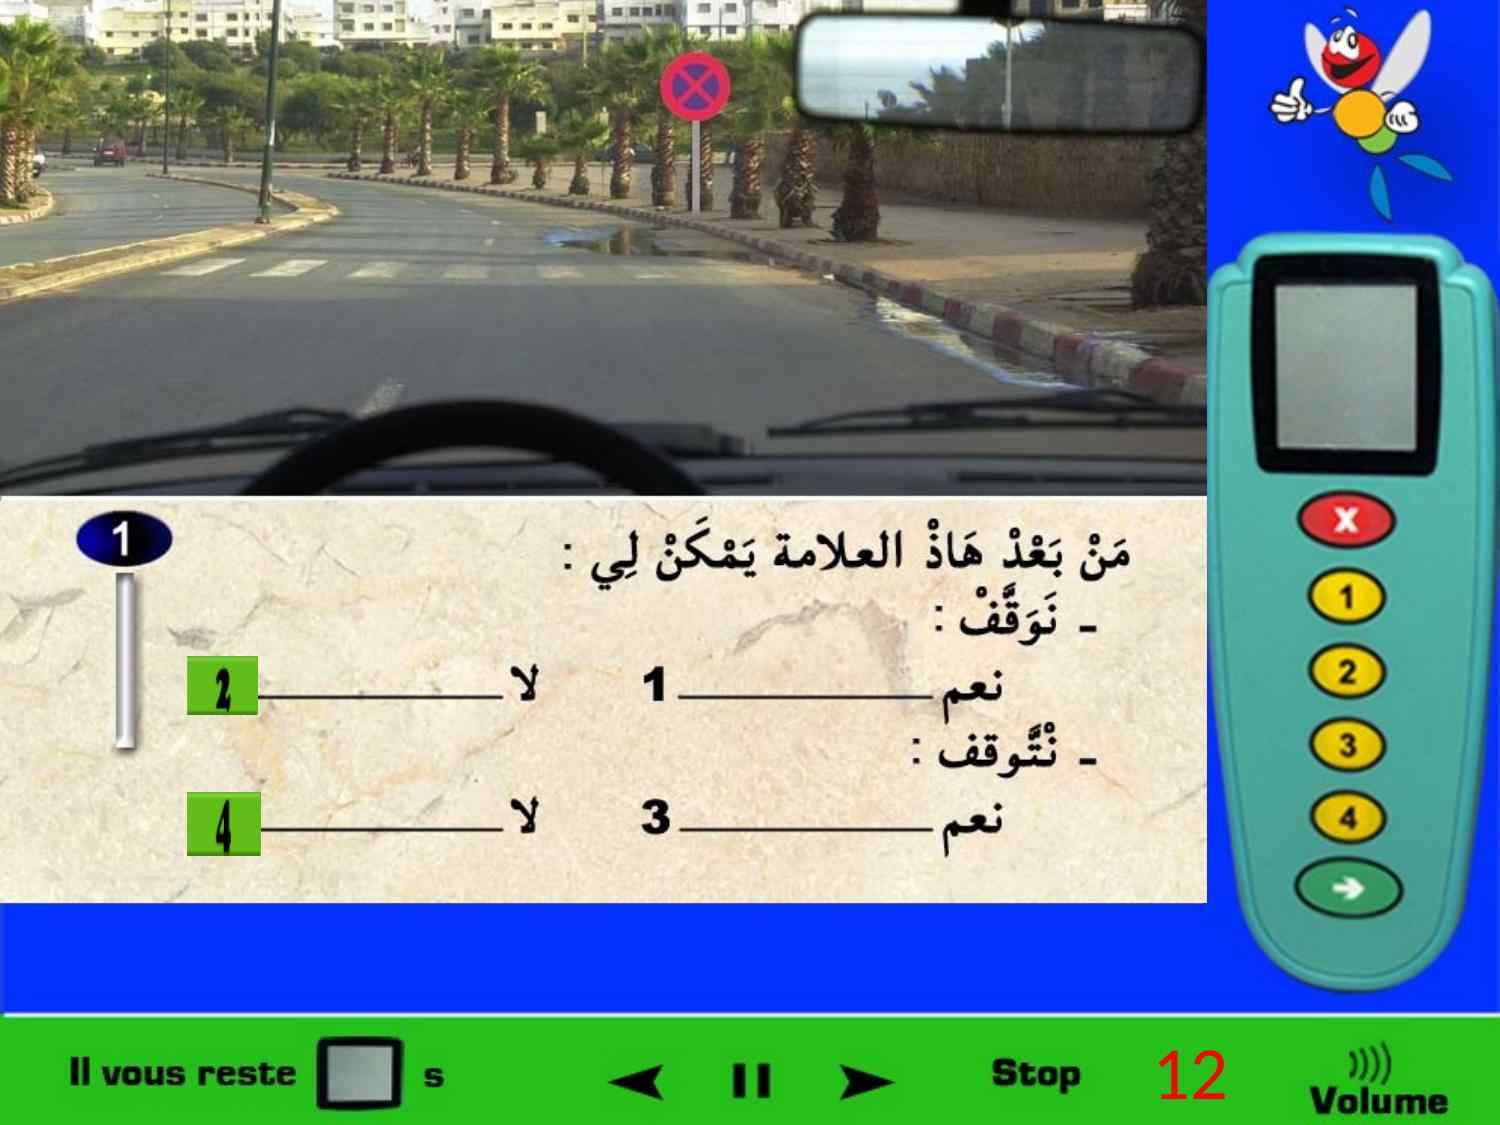 1
مَنْ بَعْدْ هَاذْ العلامة يَمْكَنْ لِي :
- نَوَقَّفْ :
نعم 1 لا 2
- نْتَّوقف :
نعم 3 لا 4
X
1
2
3
4
Il vous reste s
Stop
12
Volume